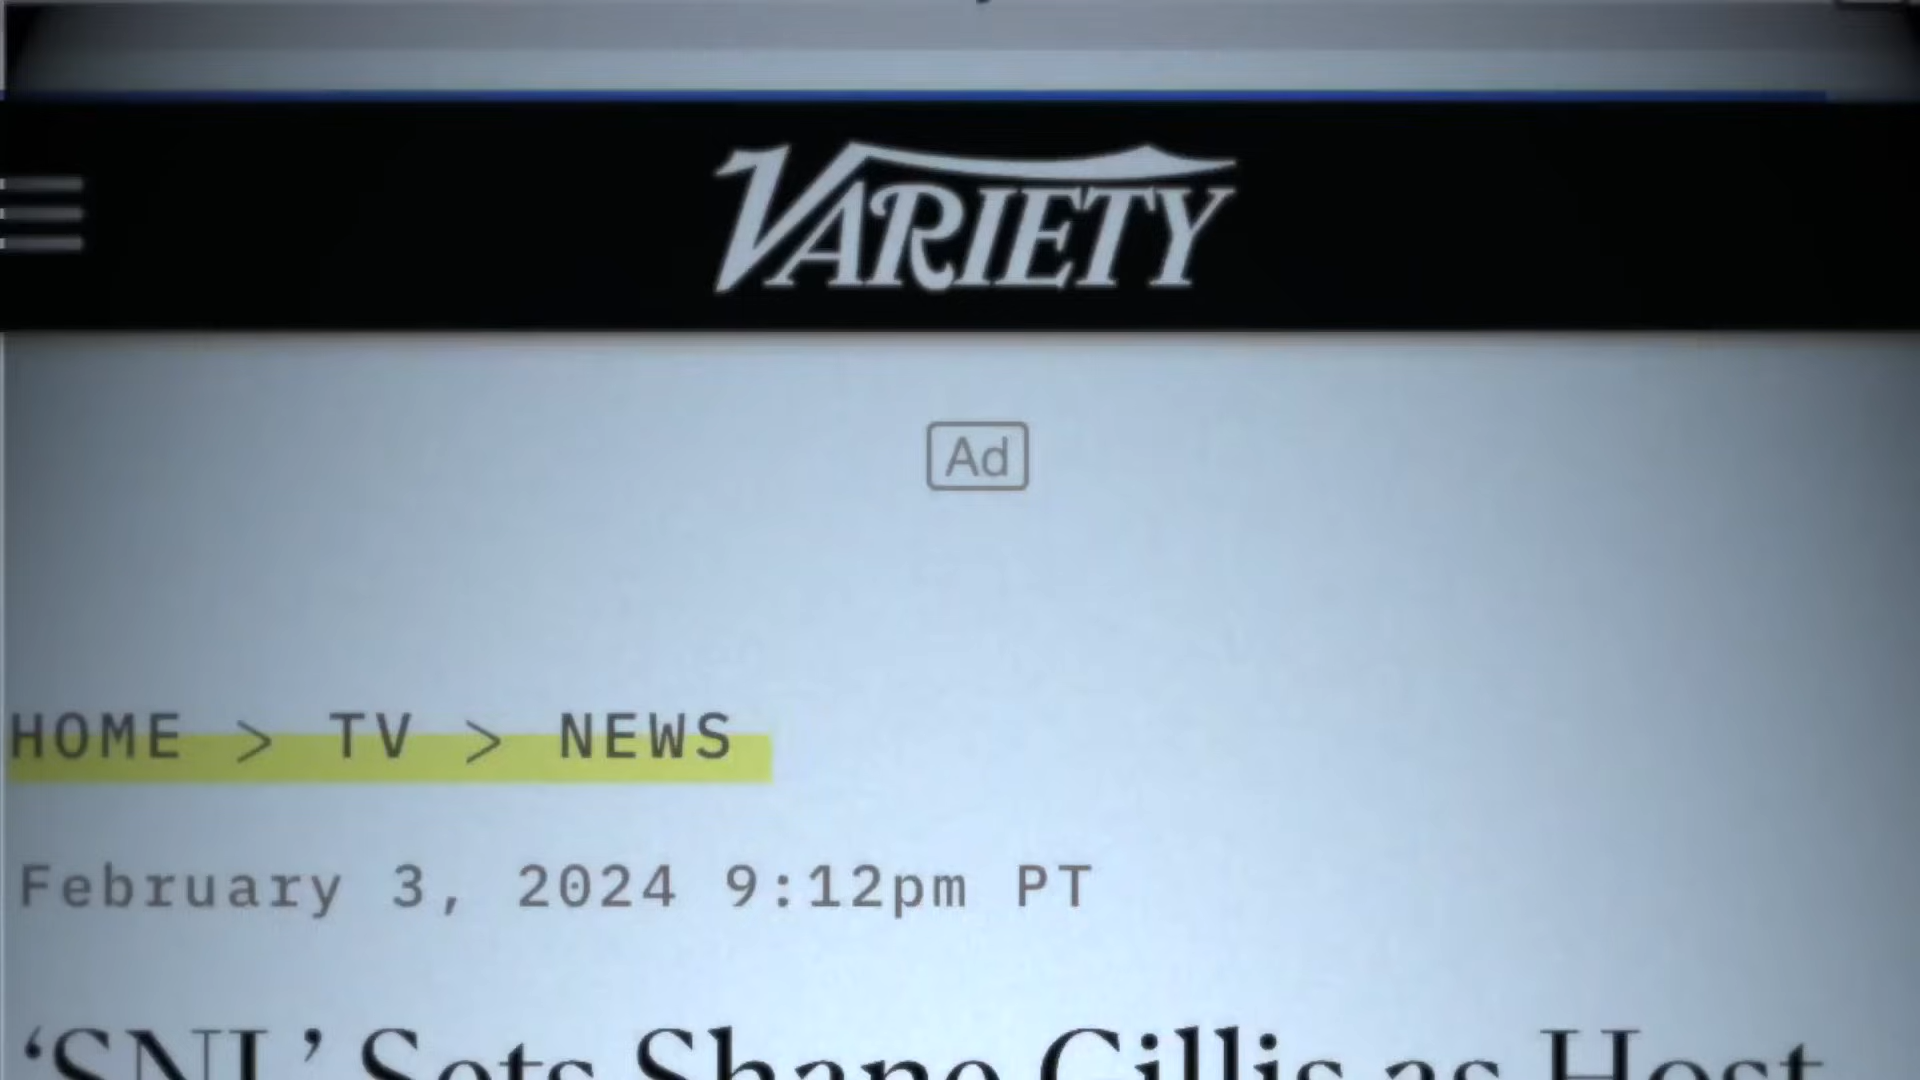 VARIETY
Ad
HOME > TV > NEWS
February 3, 2024 9:12pm PT
‘SNL’ Sets Shane Gillis as Host